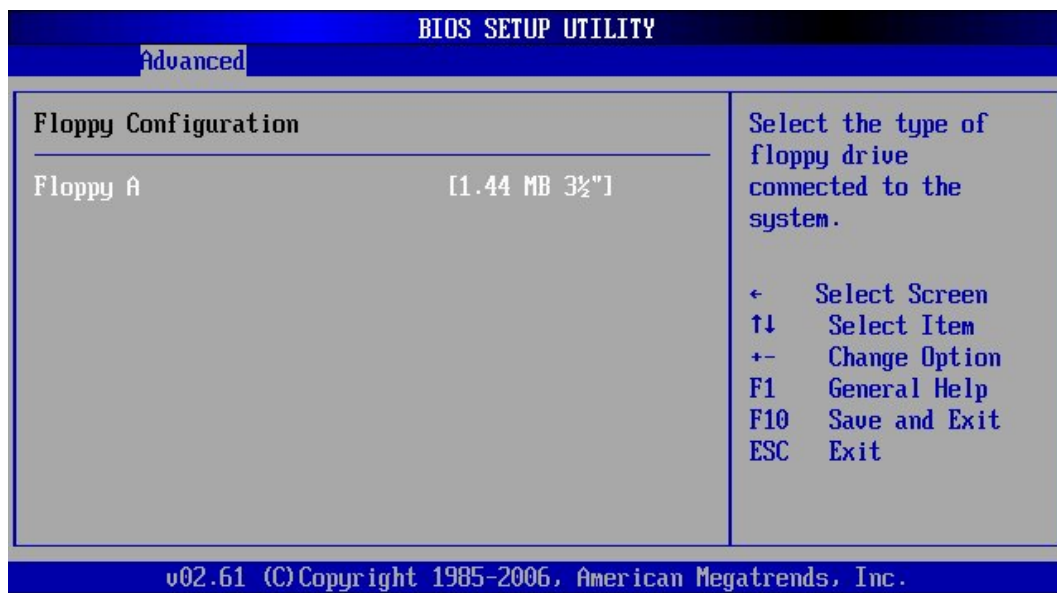 BIOS SETUP UTILITY
Advanced
Floppy Configuration
Floppy A [1.44 MB 3½"]
Select the type of
floppy drive
connected to the
system.
← Select Screen
↑↓ Select Item
+- Change Option
F1 General Help
F10 Save and Exit
ESC Exit
v02.61 (C)Copyright 1985-2006, American Megatrends, Inc.